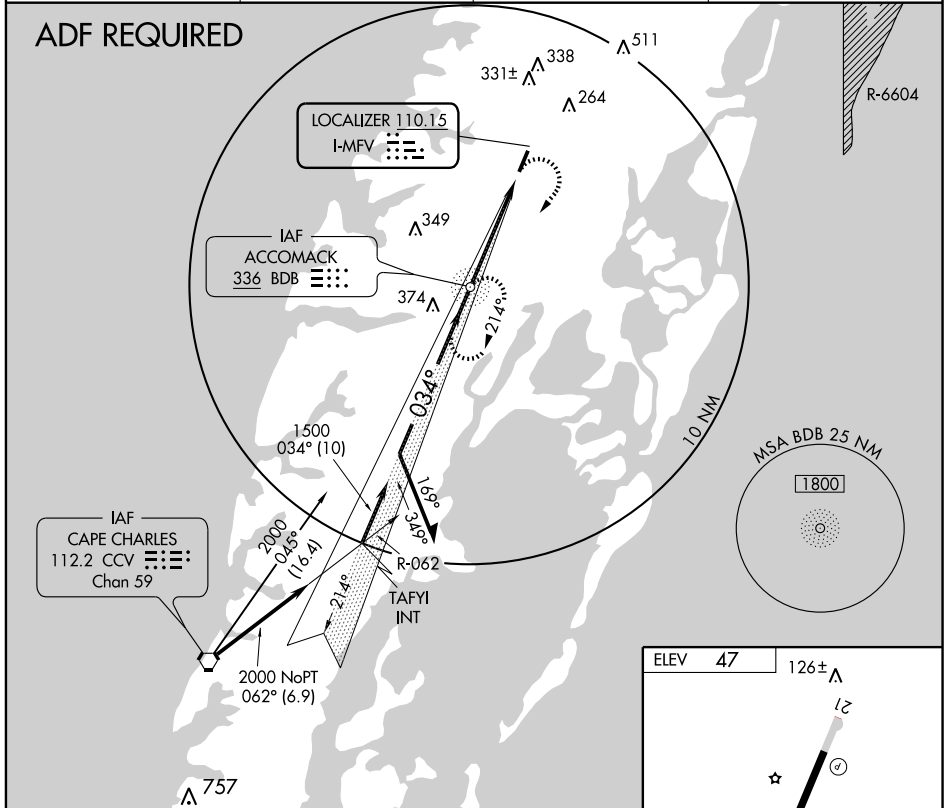 ADF REQUIRED
511
338
331±
264
R-6604
LOCALIZER 110.15
I-MFV
349
IAF
ACCOMACK
336 BDB
374
214°
034°
10 NM
1500
034° (10)
MSA BDB 25 NM
1800
169°
349°
IAF
CAPE CHARLES
112.2 CCV
Chan 59
2000
045°
(16.4)
R-062
TAFYI
INT
214°
2000 NoPT
062° (6.9)
ELEV 47
126±
21
P
757